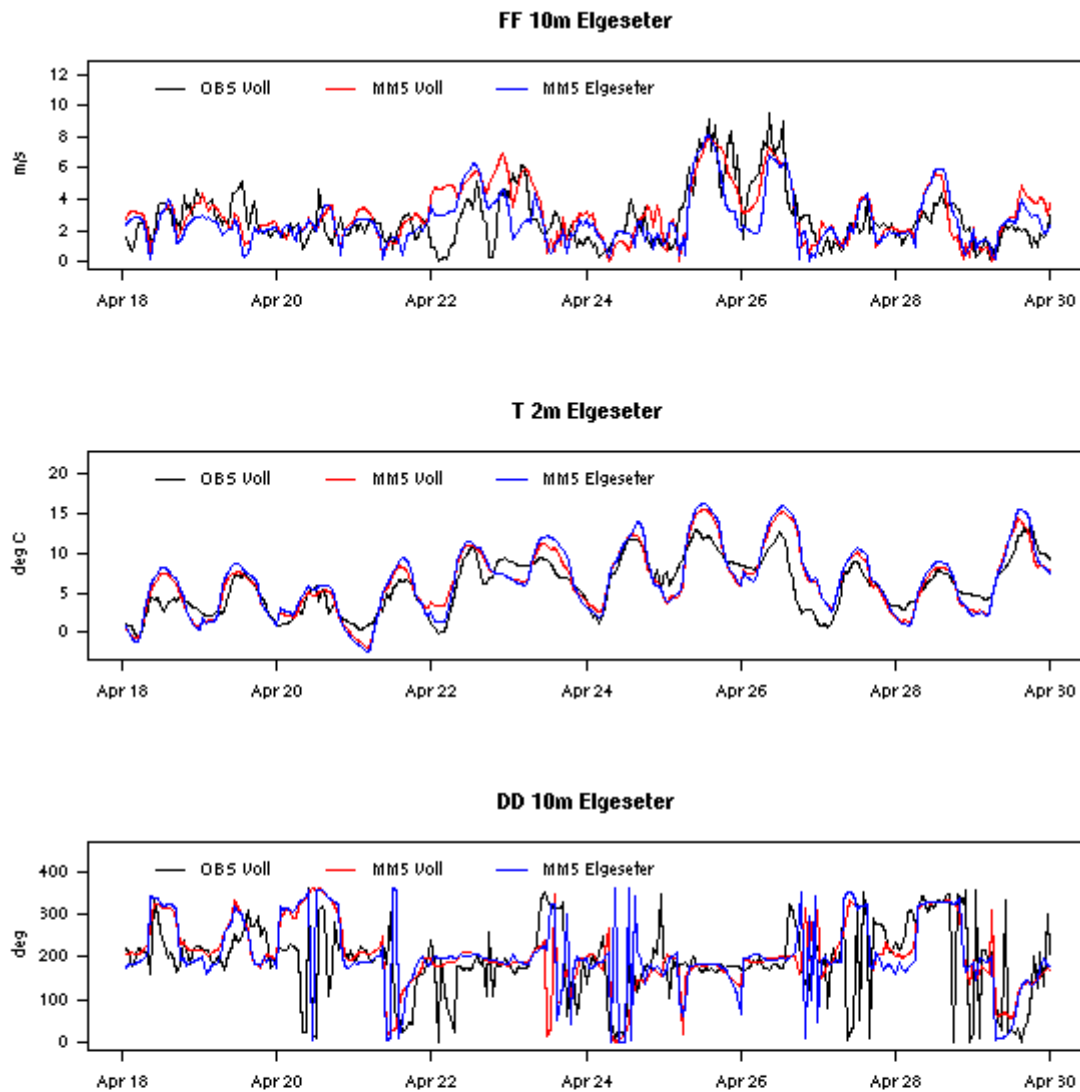 FF 10m Elgeseter
m/s
12
10
8
6
4
2
0
OBS Voll MM5 Voll MM5 Elgeseter
Apr 18 Apr 20 Apr 22 Apr 24 Apr 26 Apr 28 Apr 30
T 2m Elgeseter
deg C
20
15
10
5
0
OBS Voll MM5 Voll MM5 Elgeseter
Apr 18 Apr 20 Apr 22 Apr 24 Apr 26 Apr 28 Apr 30
DD 10m Elgeseter
deg
400
300
200
100
0
OBS Voll MM5 Voll MM5 Elgeseter
Apr 18 Apr 20 Apr 22 Apr 24 Apr 26 Apr 28 Apr 30